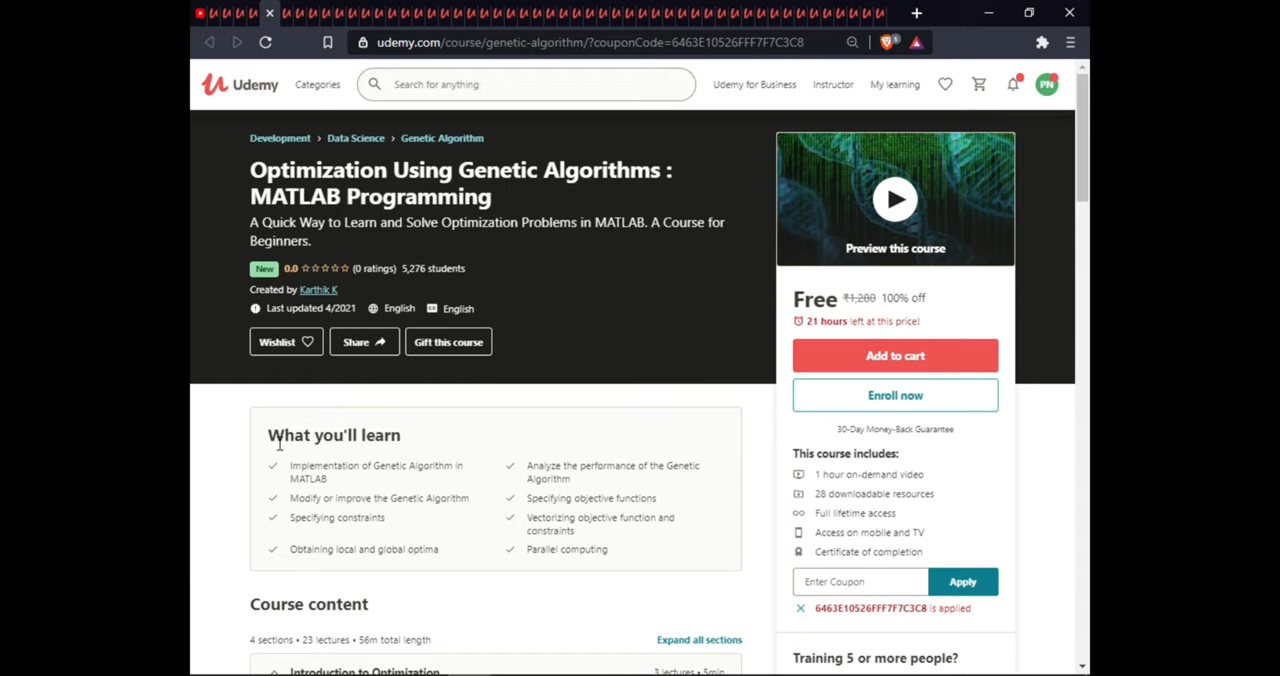 udemy.com/course/genetic-algorithm/?couponCode=6463E10526FFF7F7C3C8
Udemy
Categories
Search for anything
Udemy for Business
Instructor
My learning
PN
Development > Data Science > Genetic Algorithm
Optimization Using Genetic Algorithms :
MATLAB Programming
A Quick Way to Learn and Solve Optimization Problems in MATLAB. A Course for
Beginners.
New 0.0 (0 ratings) 5,276 students
Created by Karthik K
Last updated 4/2021 English English
Wishlist
Share
Gift this course
Preview this course
Free ₹1,280 100% off
21 hours left at this price!
Add to cart
Enroll now
30-Day Money-Back Guarantee
This course includes:
1 hour on-demand video
28 downloadable resources
Full lifetime access
Access on mobile and TV
Certificate of completion
Enter Coupon
Apply
6463E10526FFF7F7C3C8 is applied
Training 5 or more people?
What you'll learn
Implementation of Genetic Algorithm in
MATLAB
Analyze the performance of the Genetic
Algorithm
Modify or improve the Genetic Algorithm
Specifying objective functions
Specifying constraints
Vectorizing objective function and
constraints
Obtaining local and global optima
Parallel computing
Course content
4 sections • 23 lectures • 56m total length
Expand all sections
Introduction to Optimization
3 lectures • 5min